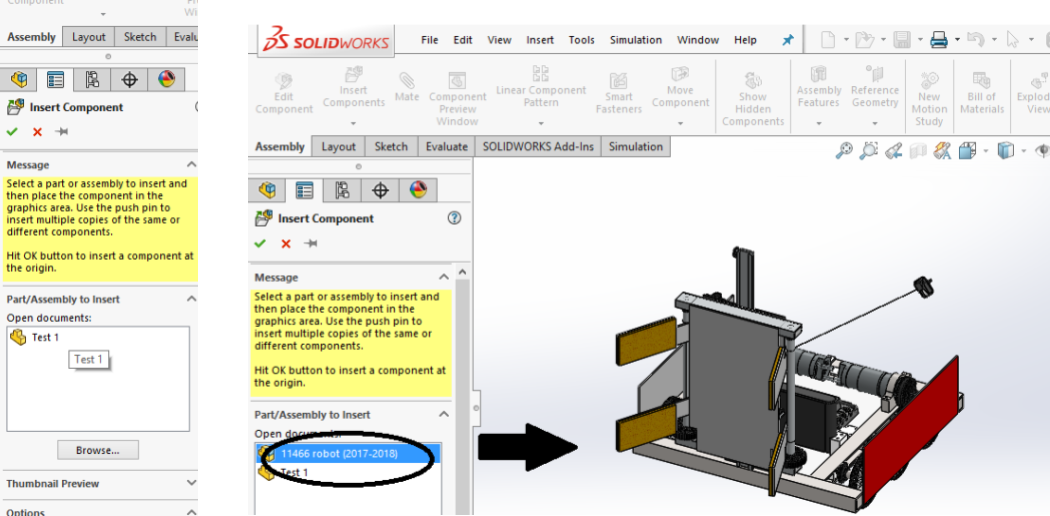 Component
Assembly Layout Sketch Evalu
Insert Component
Message
Select a part or assembly to insert and
then place the component in the
graphics area. Use the push pin to
insert multiple copies of the same or
different components.
Hit OK button to insert a component at
the origin.
Part/Assembly to Insert
Open documents:
Test 1
Test 1
Browse...
Thumbnail Preview
Options
SOLIDWORKS File Edit View Insert Tools Simulation Window Help
Edit Component
Insert Components
Mate
Component Preview Window
Linear Component Pattern
Smart Fasteners
Move Component
Show Hidden Components
Assembly Features
Reference Geometry
New Motion Study
Bill of Materials
Explod View
Assembly Layout Sketch Evaluate SOLIDWORKS Add-Ins Simulation
Insert Component
Message
Select a part or assembly to insert and
then place the component in the
graphics area. Use the push pin to
insert multiple copies of the same or
different components.
Hit OK button to insert a component at
the origin.
Part/Assembly to Insert
Open documents:
11466 robot (2017-2018)
Test 1